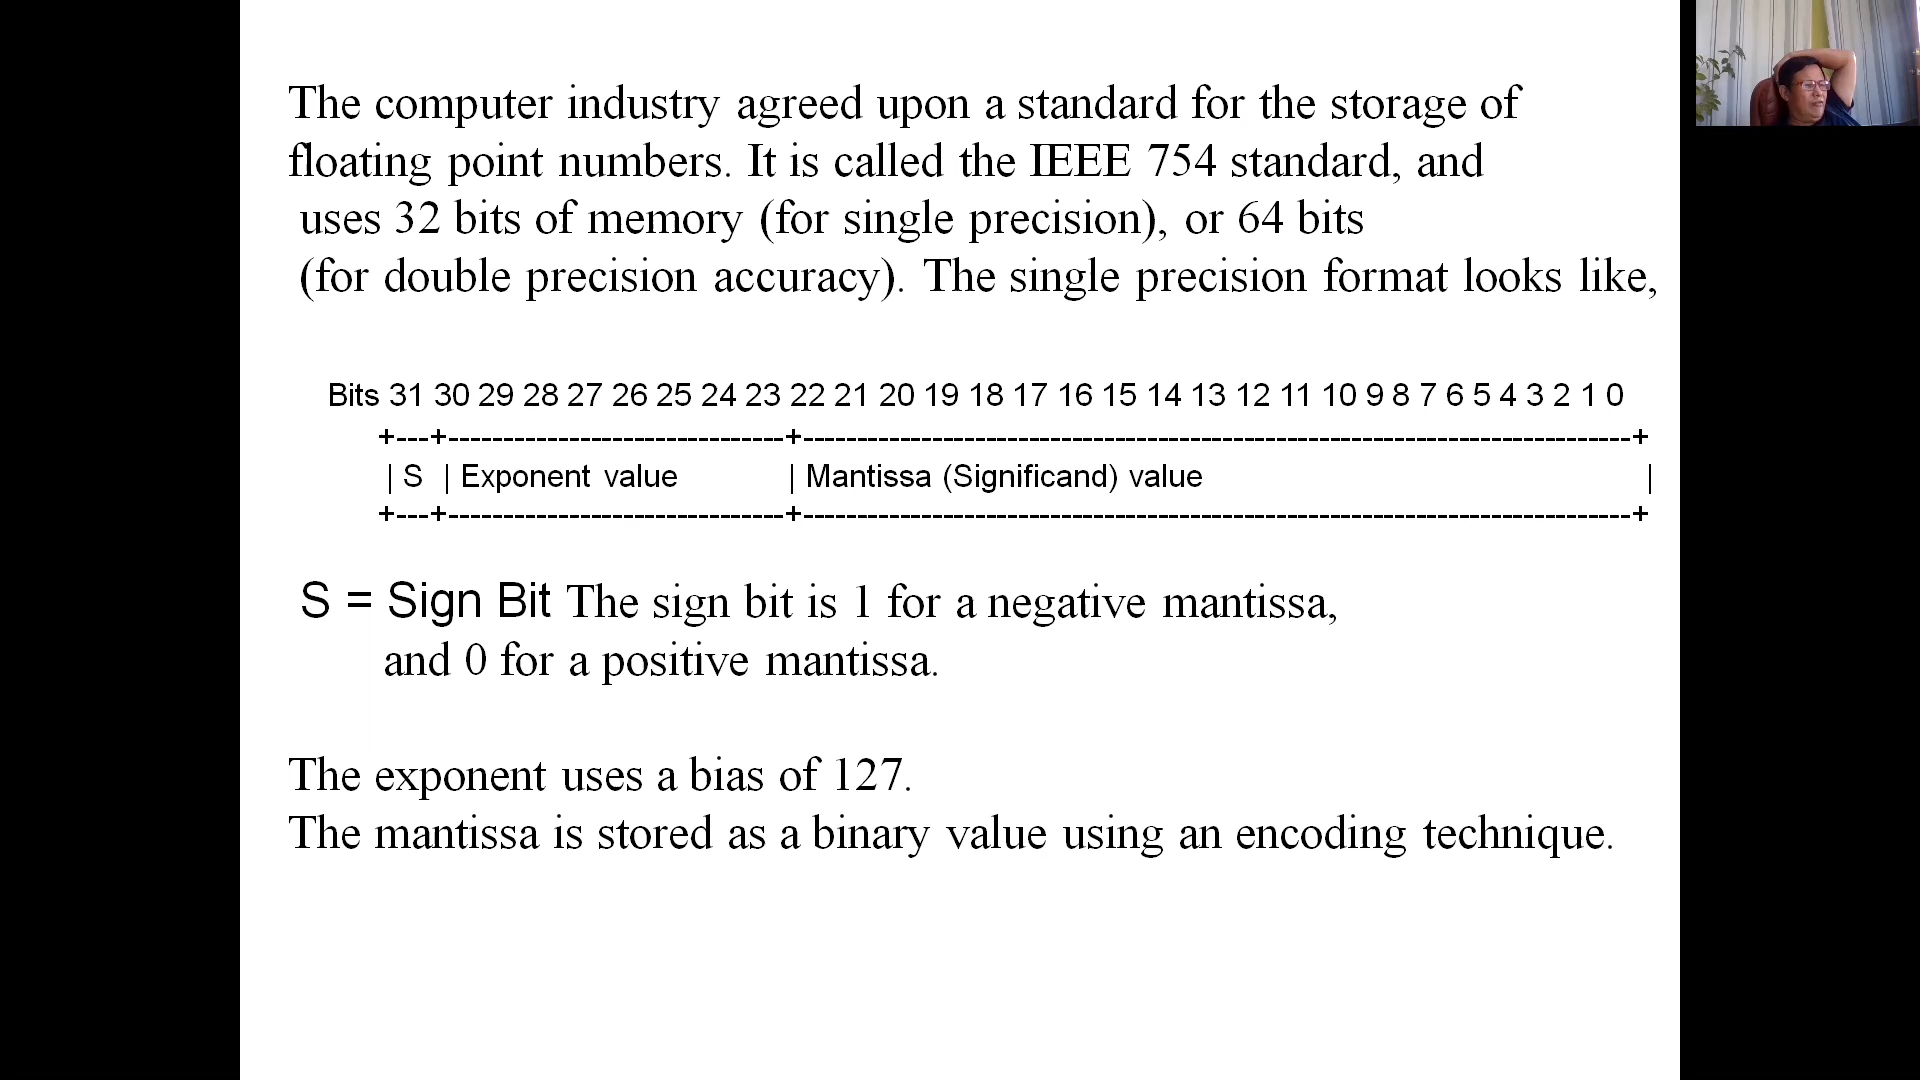 The computer industry agreed upon a standard for the storage of
floating point numbers. It is called the IEEE 754 standard, and
uses 32 bits of memory (for single precision), or 64 bits
(for double precision accuracy). The single precision format looks like,
Bits 31 30 29 28 27 26 25 24 23 22 21 20 19 18 17 16 15 14 13 12 11 10 9 8 7 6 5 4 3 2 1 0
+---+-------------------------------+-----------------------------------------------------------------------------+
| S | Exponent value | Mantissa (Significand) value |
+---+-------------------------------+-----------------------------------------------------------------------------+
S = Sign Bit The sign bit is 1 for a negative mantissa,
and 0 for a positive mantissa.
The exponent uses a bias of 127.
The mantissa is stored as a binary value using an encoding technique.